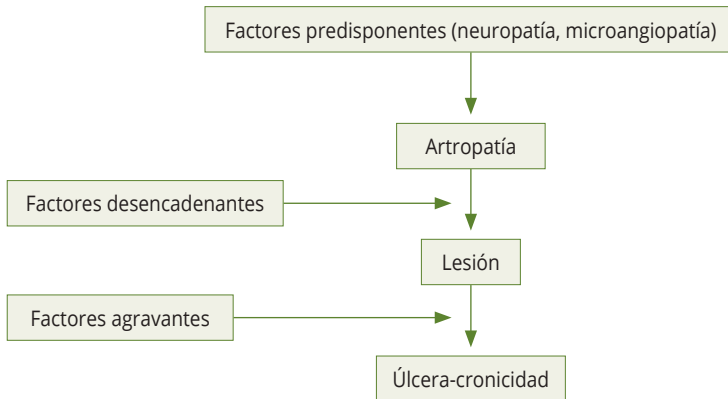 Factores predisponentes (neuropatía, microangiopatía)
Artropatía
Factores desencadenantes
Lesión
Factores agravantes
Úlcera-cronicidad